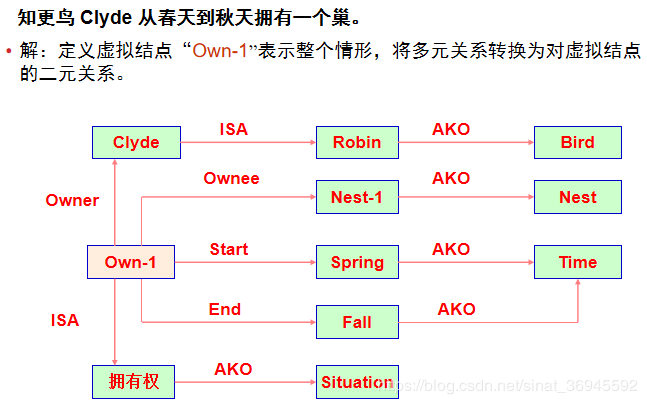 知更鸟 Clyde 从春天到秋天拥有一个巢。
• 解：定义虚拟结点“Own-1”表示整个情形，将多元关系转换为对虚拟结点
的二元关系。
Clyde ISA Robin AKO Bird
Owner Ownee Nest-1 AKO Nest
Own-1 Start Spring AKO Time
ISA End Fall AKO
拥有权 AKO Situation
https://blog.csdn.net/sinat_36945592